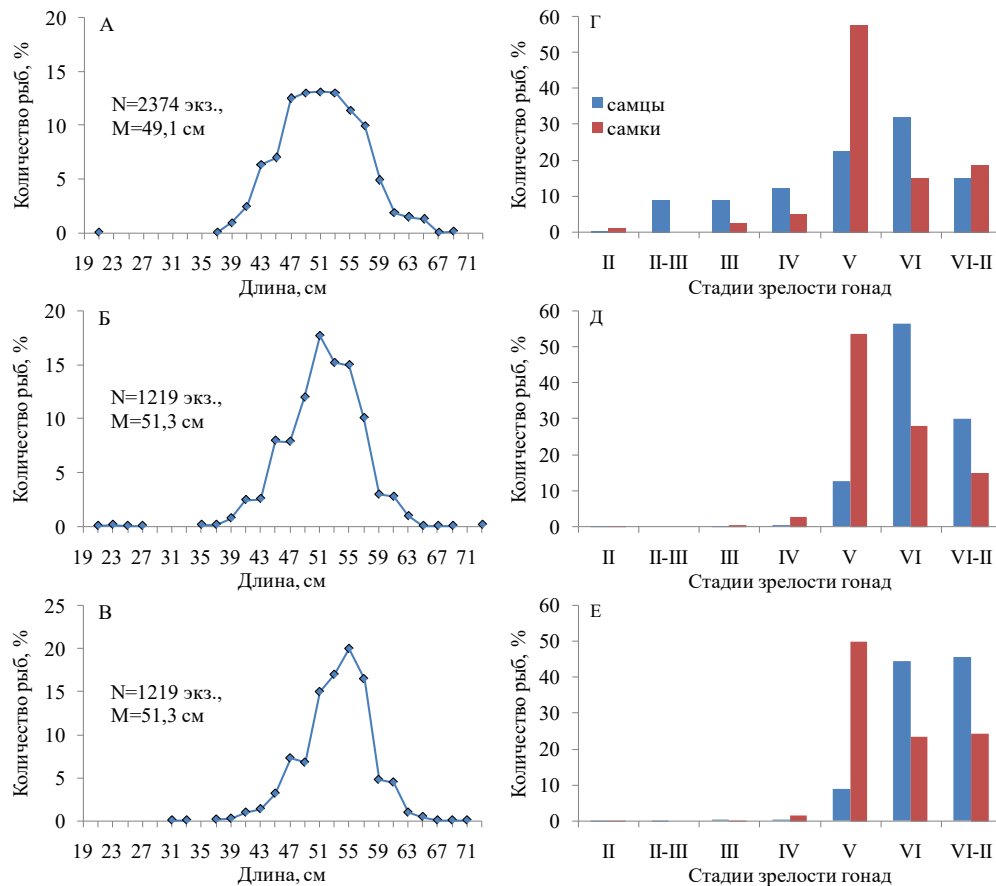 А
Количество рыб, %
20
15
10
5
0
N=2374 экз.,
M=49,1 см
19 23 27 31 35 39 43 47 51 55 59 63 67 71
Длина, см
Г
Количество рыб, %
60
50
40
30
20
10
0
самцы
самки
II II-III III IV V VI VI-II
Стадии зрелости гонад
Б
Количество рыб, %
20
15
10
5
0
N=1219 экз.,
M=51,3 см
19 23 27 31 35 39 43 47 51 55 59 63 67 71
Длина, см
Д
Количество рыб, %
60
50
40
30
20
10
0
II II-III III IV V VI VI-II
Стадии зрелости гонад
В
Количество рыб, %
25
20
15
10
5
0
N=1219 экз.,
M=51,3 см
19 23 27 31 35 39 43 47 51 55 59 63 67 71
Длина, см
Е
Количество рыб, %
60
50
40
30
20
10
0
II II-III III IV V VI VI-II
Стадии зрелости гонад